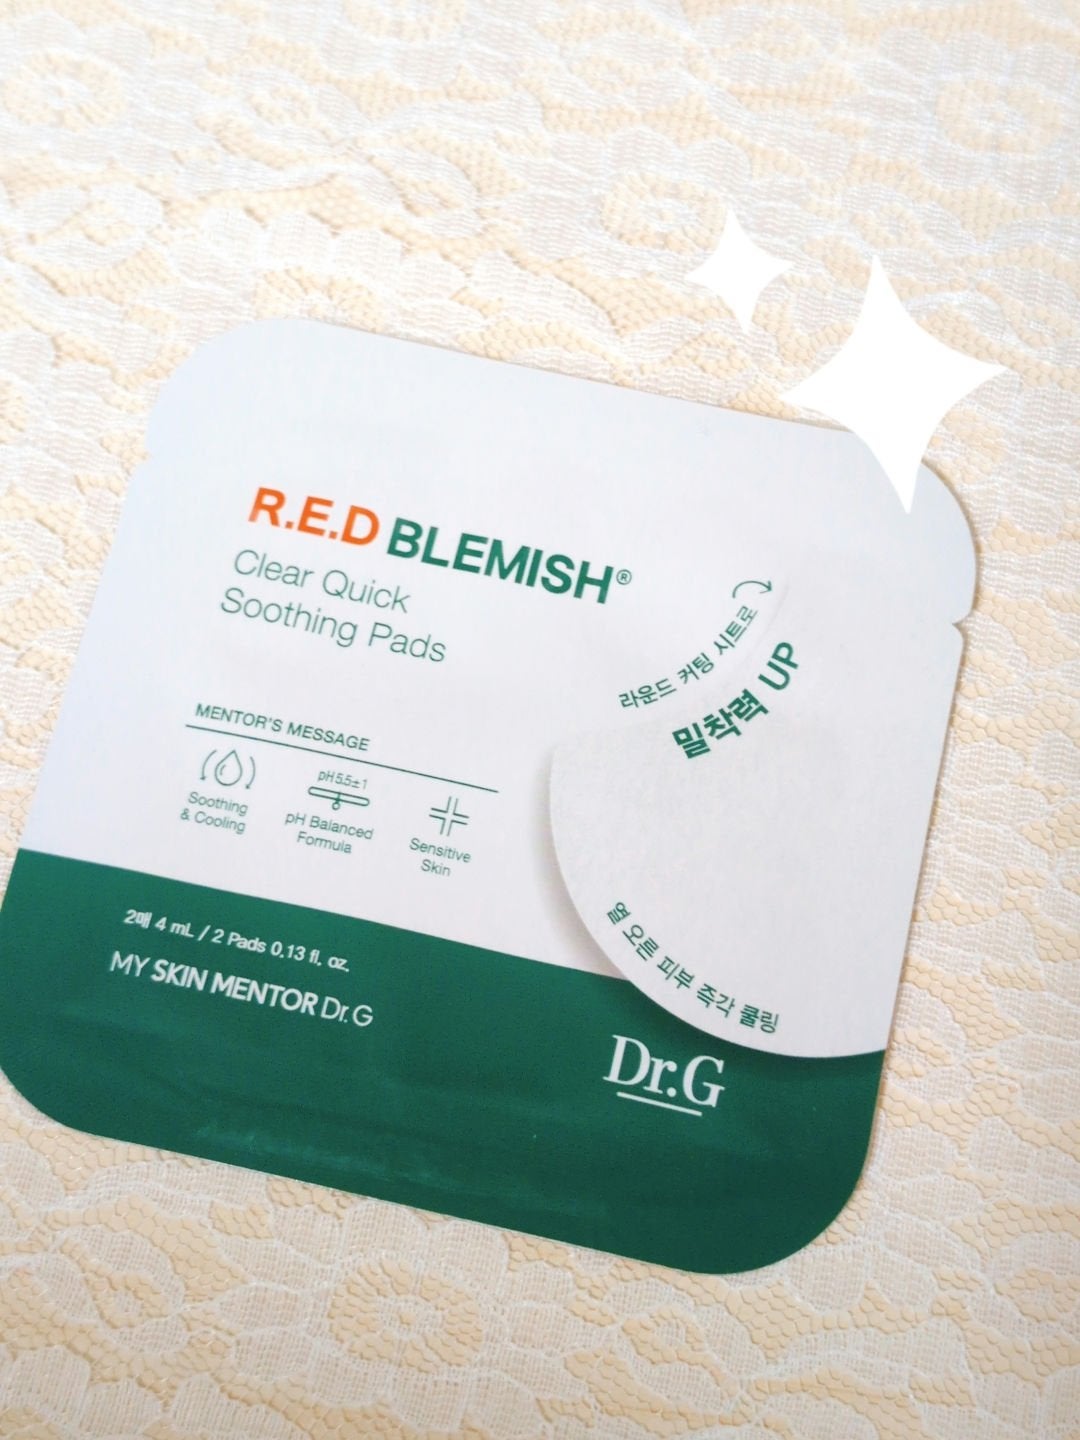 R.E.D BLEMISH®
Clear Quick
Soothing Pads
라운드 커팅 시트로
밀착력 UP
MENTOR'S MESSAGE
Soothing
& Cooling
pH 5.5±1
pH Balanced
Formula
Sensitive
Skin
열 오른 피부 즉각 쿨링
2매 4 mL / 2 Pads 0.13 fl. oz.
MY SKIN MENTOR Dr.G
Dr.G